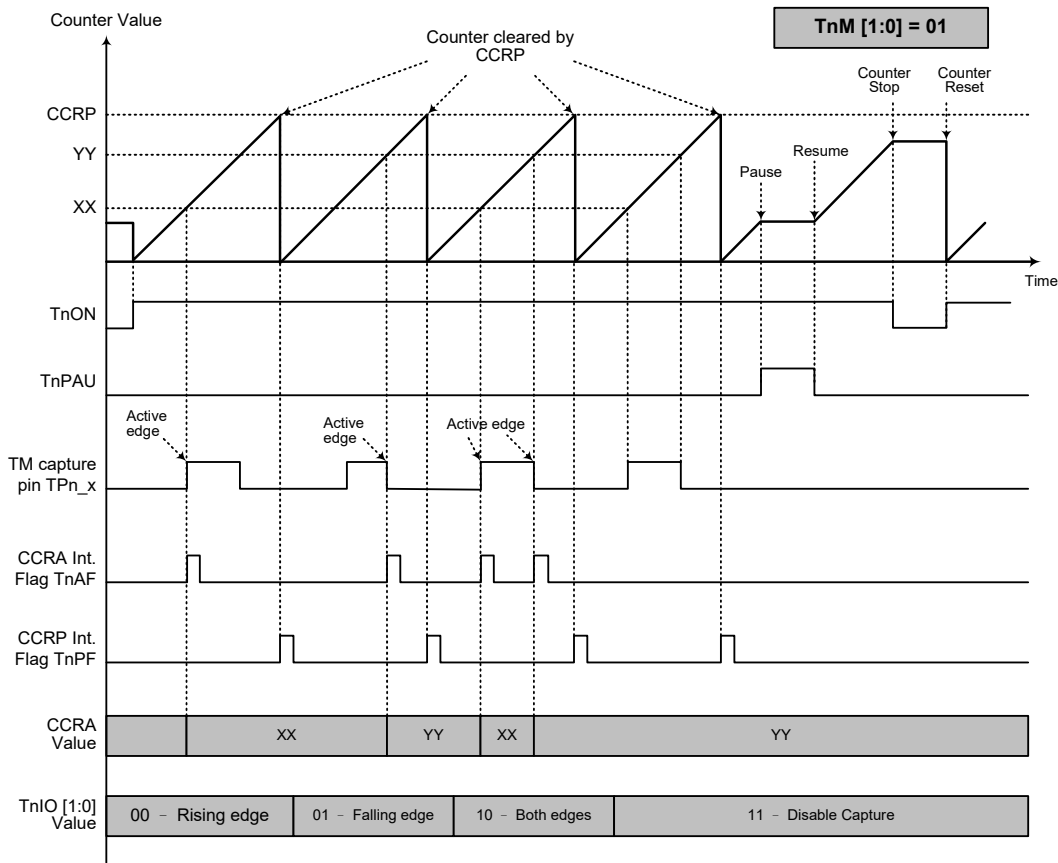 Counter Value
TnM [1:0] = 01
Counter cleared by
CCRP
Counter
Stop
Counter
Reset
CCRP
YY
Resume
Pause
XX
Time
TnON
TnPAU
Active
edge
Active
edge
Active edge
TM capture
pin TPn_x
CCRA Int.
Flag TnAF
CCRP Int.
Flag TnPF
CCRA
Value
XX
YY
XX
YY
TnIO [1:0]
Value
00 - Rising edge
01 - Falling edge
10 - Both edges
11 - Disable Capture